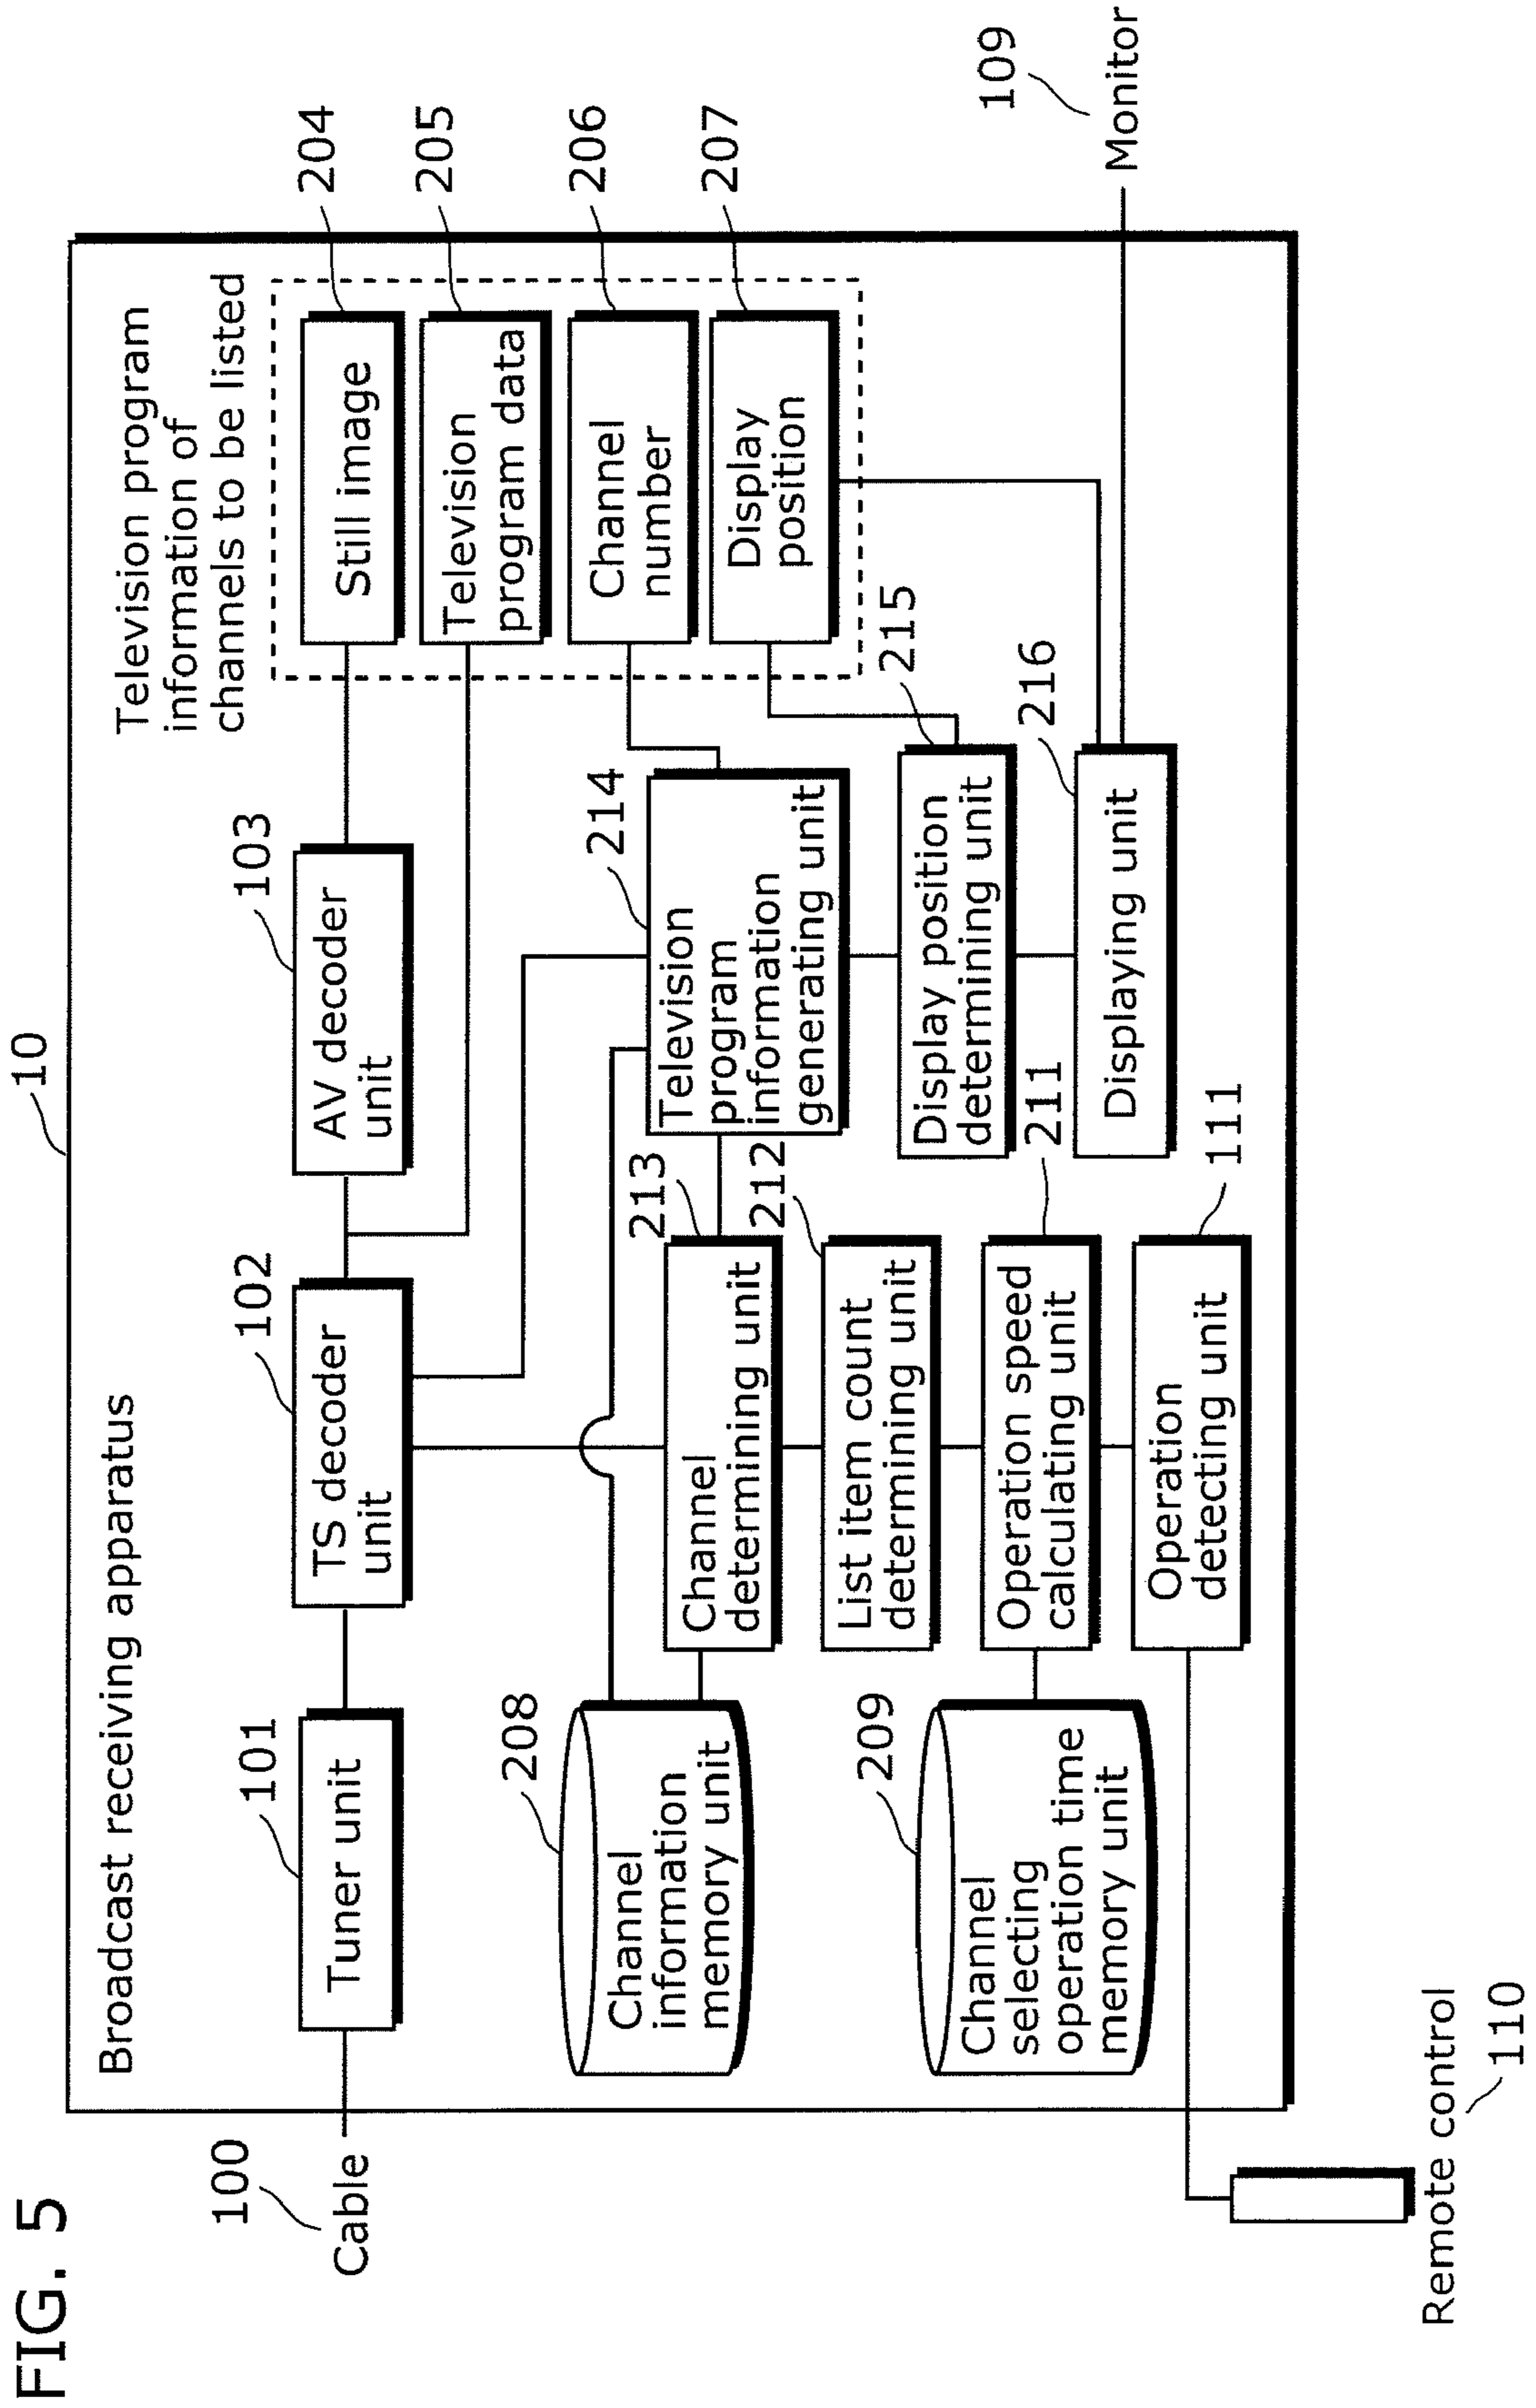 FIG. 5
10
Broadcast receiving apparatus
Television program
information of
channels to be listed
100
Cable
101
Tuner unit
102
TS decoder
unit
103
AV decoder
unit
204
Still image
205
Television
program data
206
Channel
number
207
Display
position
208
Channel
information
memory unit
213
Channel
determining unit
214
Television
program
information
generating unit
212
List item count
determining unit
215
Display position
determining unit
209
Channel
selecting
operation time
memory unit
211
Operation speed
calculating unit
216
Displaying unit
111
Operation
detecting unit
109
Monitor
Remote control
110